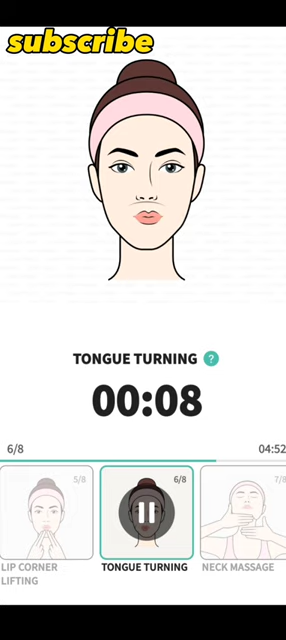 subscribe
TONGUE TURNING ?
00:08
6/8
04:52
5/8
6/8
7/8
LIP CORNER
LIFTING
TONGUE TURNING
NECK MASSAGE